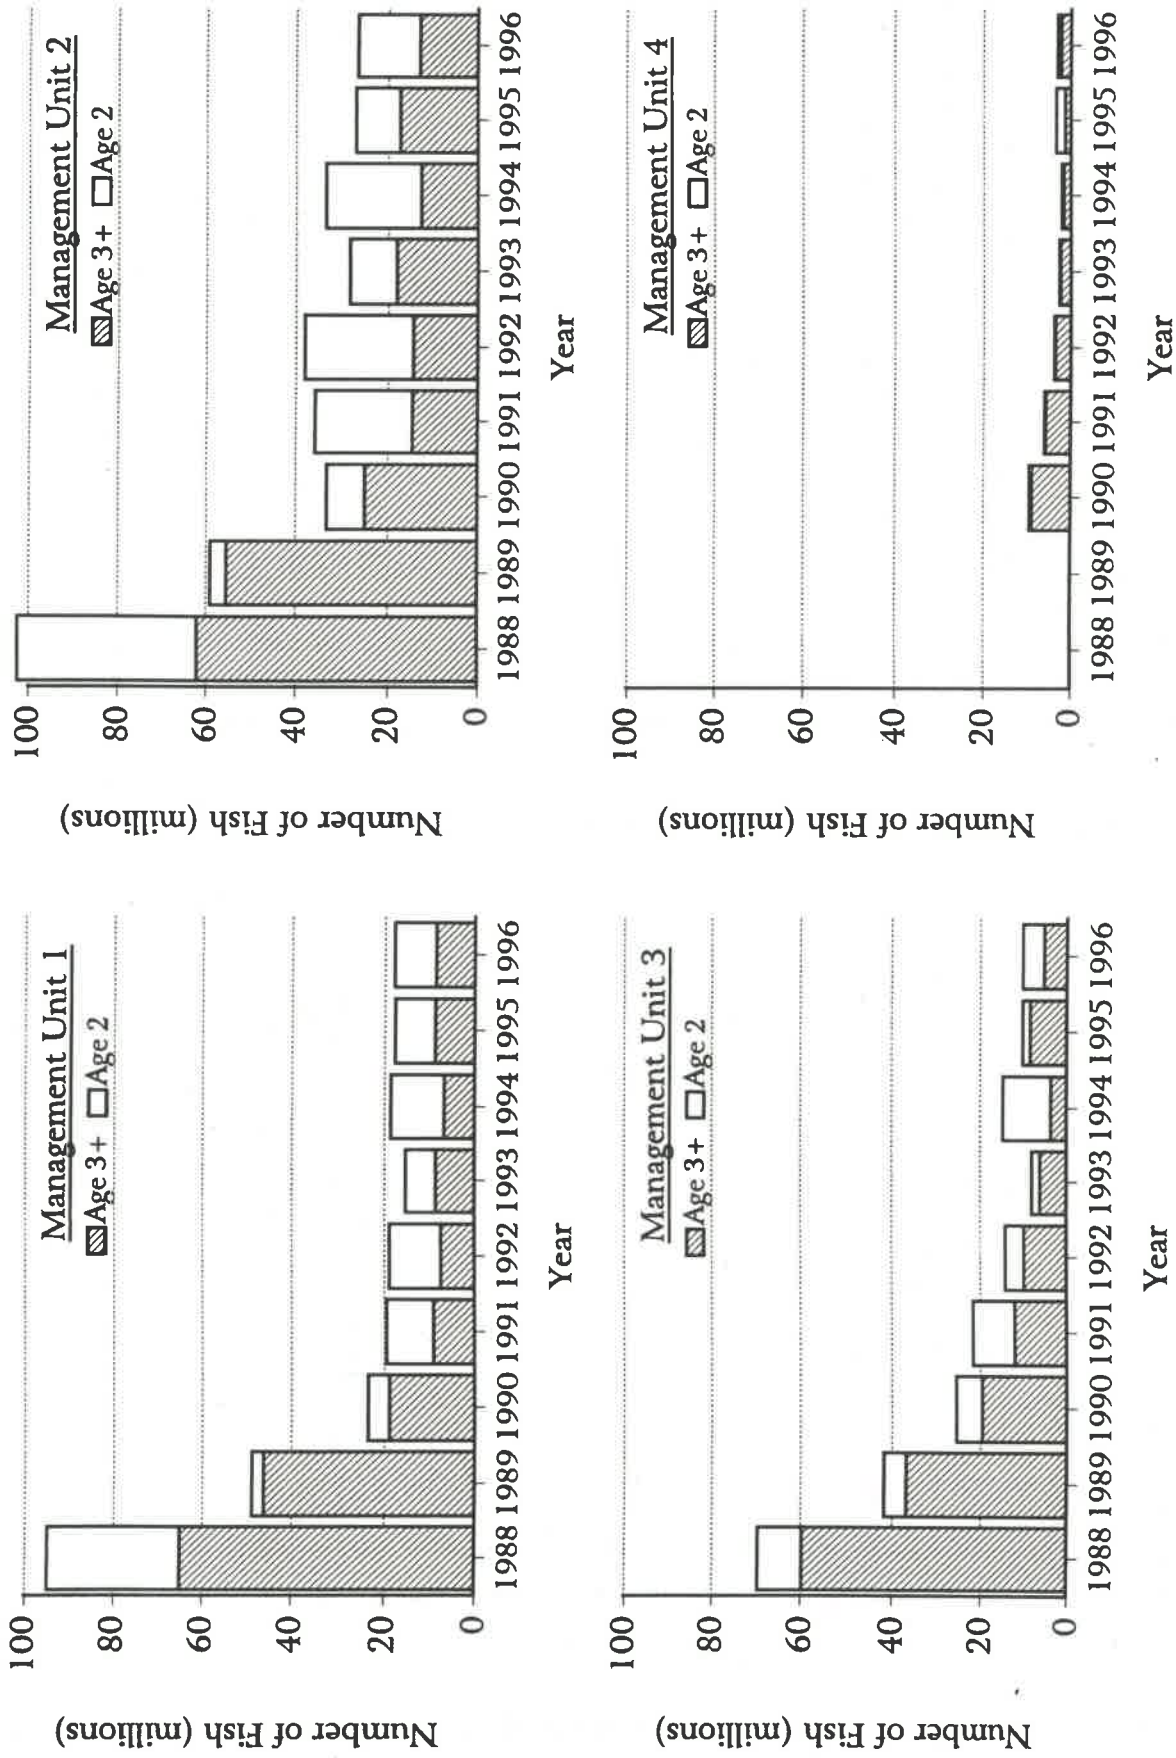 Management Unit 1
Age 3+ Age 2
Number of Fish (millions)
100
80
60
40
20
0
1988 1989 1990 1991 1992 1993 1994 1995 1996
Year
Management Unit 2
Age 3+ Age 2
Number of Fish (millions)
100
80
60
40
20
0
1988 1989 1990 1991 1992 1993 1994 1995 1996
Year
Management Unit 3
Age 3+ Age 2
Number of Fish (millions)
100
80
60
40
20
0
1988 1989 1990 1991 1992 1993 1994 1995 1996
Year
Management Unit 4
Age 3+ Age 2
Number of Fish (millions)
100
80
60
40
20
0
1988 1989 1990 1991 1992 1993 1994 1995 1996
Year